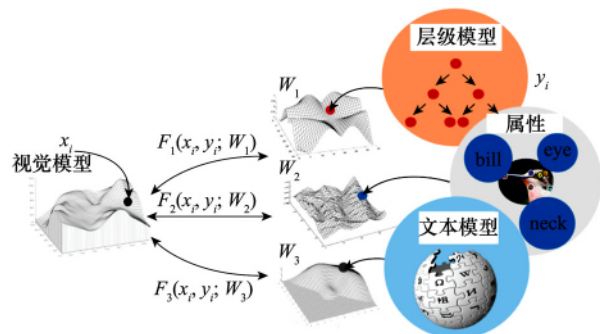 层级模型
y_i
W_1
x_i
视觉模型
F_1(x_i, y_i; W_1)
属性
bill
eye
neck
W_2
F_2(x_i, y_i; W_2)
文本模型
W_3
F_3(x_i, y_i; W_3)